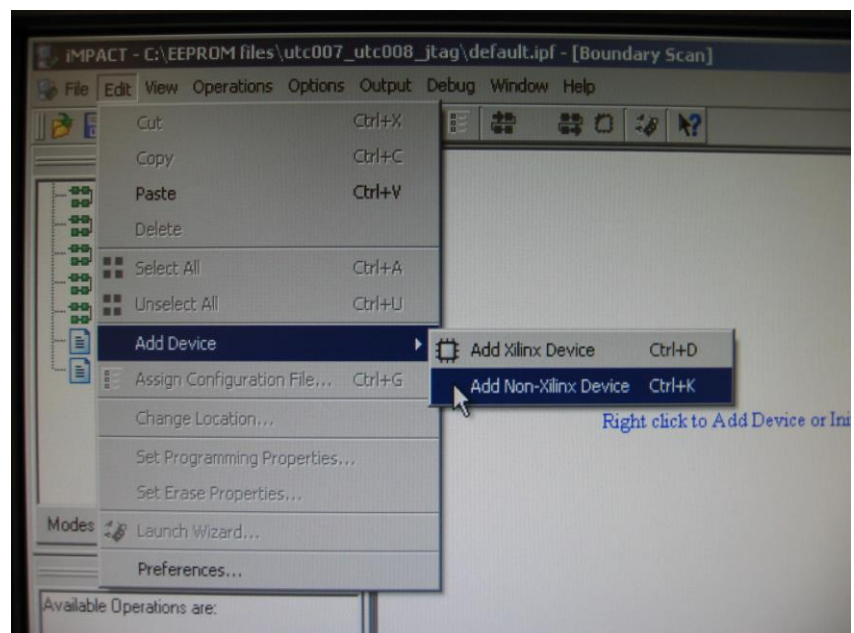 iMPACT - C:\EEPROM files\utc007_utc008_jtag\default.ipf - [Boundary Scan]
File Edit View Operations Options Output Debug Window Help
Cut Ctrl+X
Copy Ctrl+C
Paste Ctrl+V
Delete
Select All Ctrl+A
Unselect All Ctrl+U
Add Device
Add Xilinx Device Ctrl+D
Assign Configuration File... Ctrl+G
Add Non-Xilinx Device Ctrl+K
Change Location...
Right click to Add Device or Ini
Set Programming Properties...
Set Erase Properties...
Modes
Launch Wizard...
Preferences...
Available Operations are: